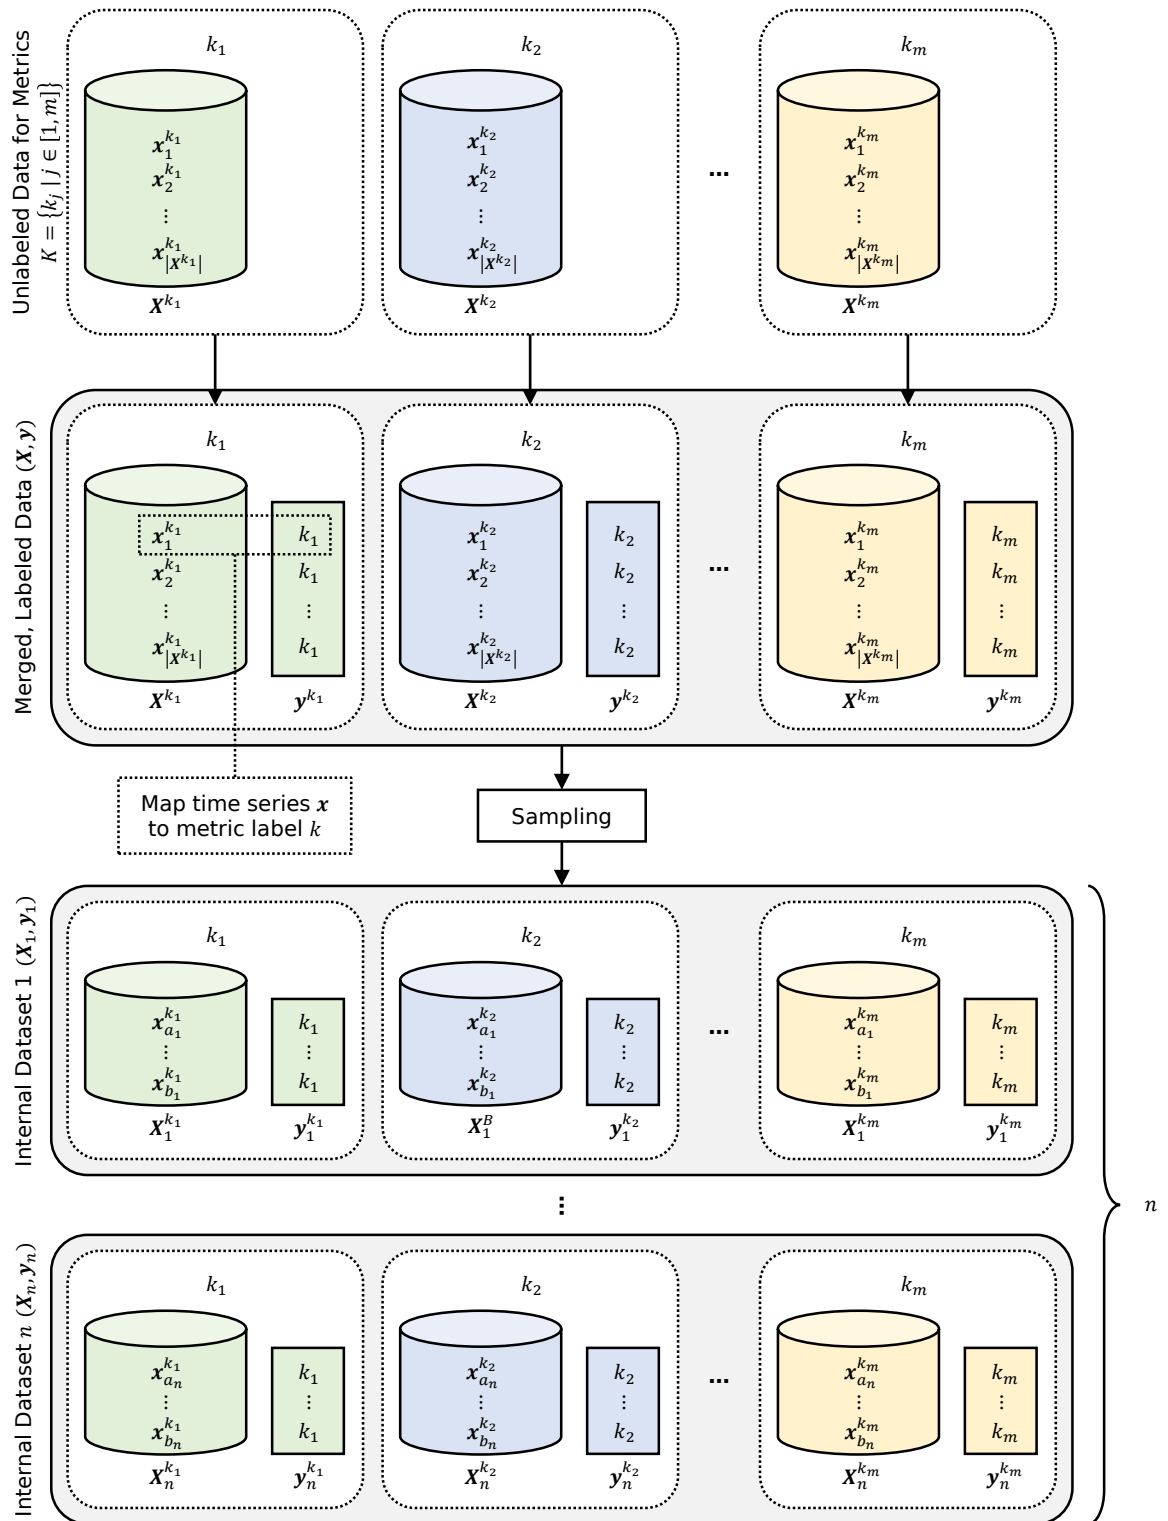 Unlabeled Data for Metrics
K = {k_j | j ∈ [1, m]}
k_1 k_2 k_m
x_1^{k_1} x_1^{k_2} x_1^{k_m}
x_2^{k_1} x_2^{k_2} ... x_2^{k_m}
⋮ ⋮ ⋮
x_{|X^{k_1}|}^{k_1} x_{|X^{k_2}|}^{k_2} x_{|X^{k_m}|}^{k_m}
X^{k_1} X^{k_2} X^{k_m}
Merged, Labeled Data (X, y)
k_1 k_2 k_m
x_1^{k_1} k_1 x_1^{k_2} k_2 x_1^{k_m} k_m
x_2^{k_1} k_1 x_2^{k_2} k_2 ... x_2^{k_m} k_m
⋮ ⋮ ⋮ ⋮ ⋮ ⋮
x_{|X^{k_1}|}^{k_1} k_1 x_{|X^{k_2}|}^{k_2} k_2 x_{|X^{k_m}|}^{k_m} k_m
X^{k_1} y^{k_1} X^{k_2} y^{k_2} X^{k_m} y^{k_m}
Map time series x
to metric label k
Sampling
Internal Dataset 1 (X_1, y_1)
k_1 k_2 k_m
x_{a_1}^{k_1} k_1 x_{a_1}^{k_2} k_2 ... x_{a_1}^{k_m} k_m
⋮ ⋮ ⋮ ⋮ ⋮ ⋮
x_{b_1}^{k_1} k_1 x_{b_1}^{k_2} k_2 x_{b_1}^{k_m} k_m
X_1^{k_1} y_1^{k_1} X_1^B y_1^{k_2} X_1^{k_m} y_1^{k_m}
⋮
n
Internal Dataset n (X_n, y_n)
k_1 k_2 k_m
x_{a_n}^{k_1} k_1 x_{a_n}^{k_2} k_2 ... x_{a_n}^{k_m} k_m
⋮ ⋮ ⋮ ⋮ ⋮ ⋮
x_{b_n}^{k_1} k_1 x_{b_n}^{k_2} k_2 x_{b_n}^{k_m} k_m
X_n^{k_1} y_n^{k_1} X_n^{k_2} y_n^{k_2} X_n^{k_m} y_n^{k_m}